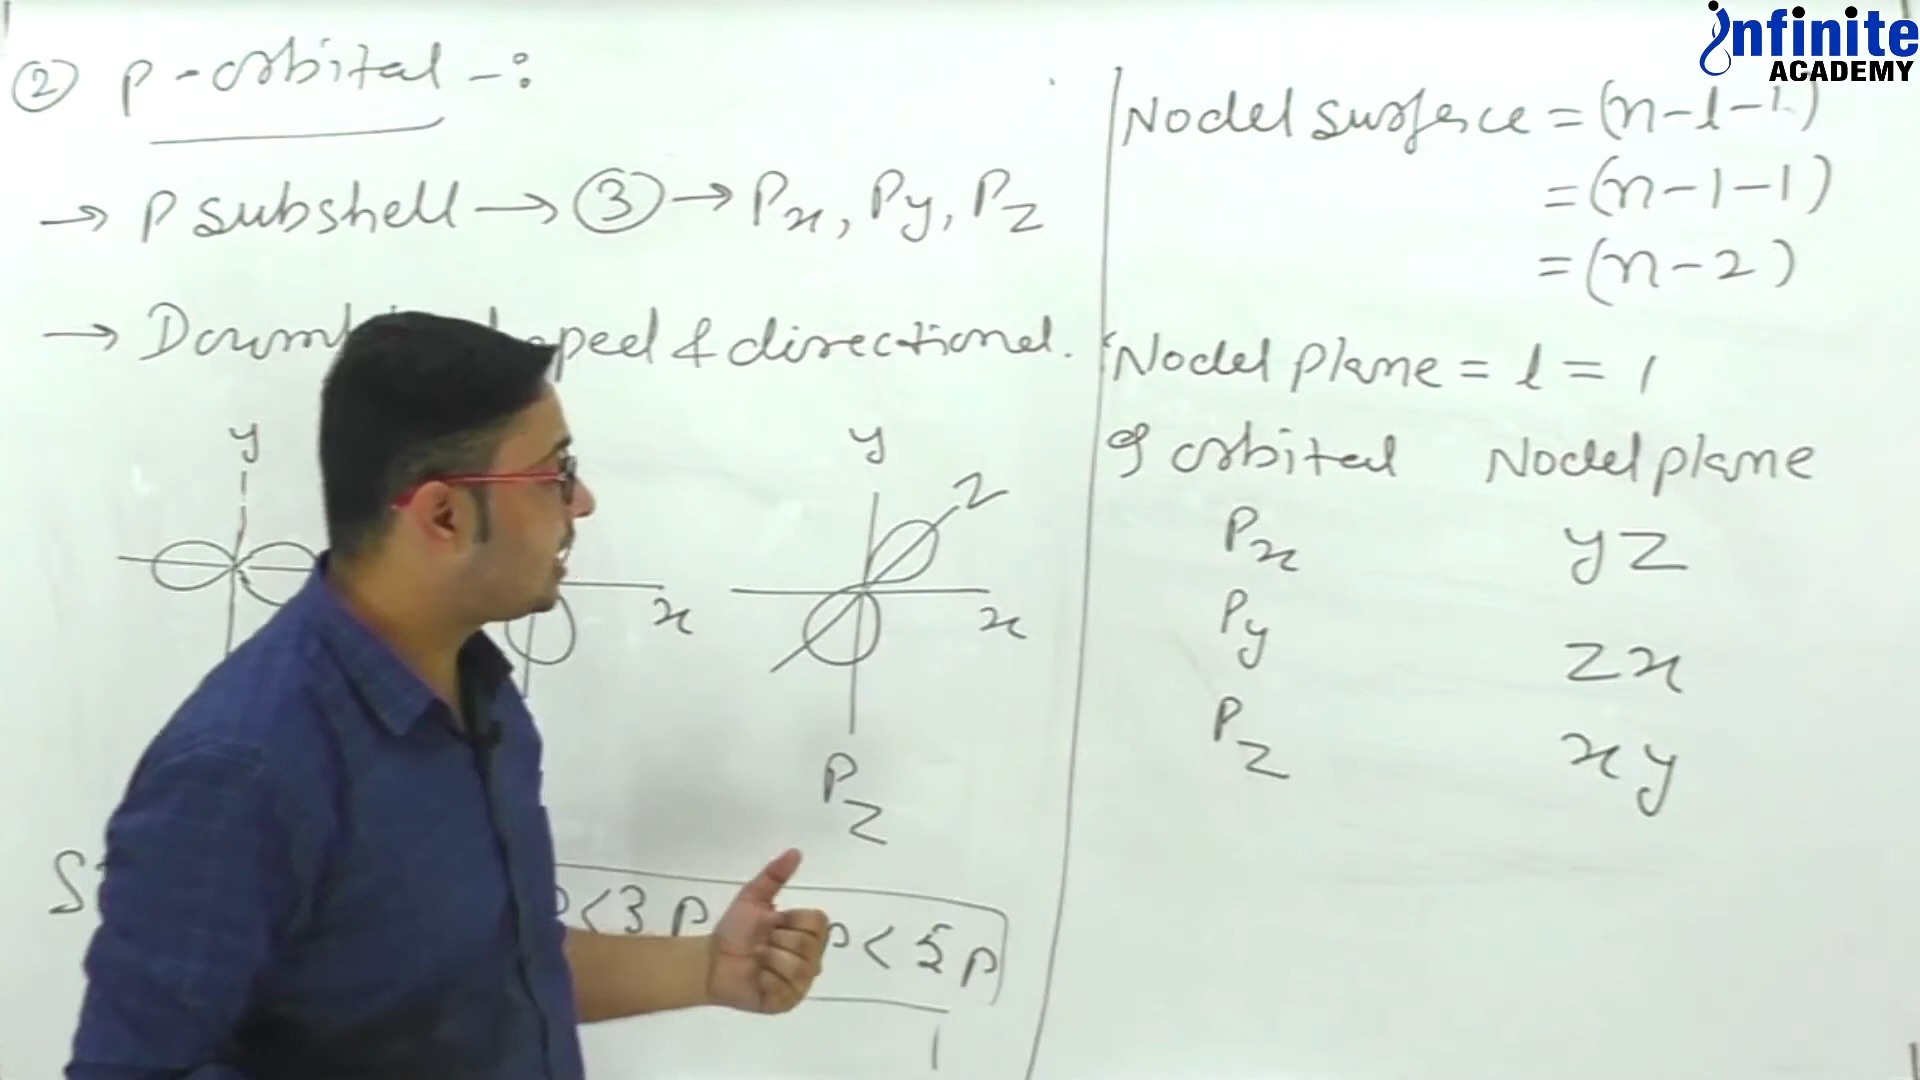 ② p-orbital -:
→ P subshell → ③ → Px, Py, Pz
peel & directional.
y
x
y
z
x
Pz
<3P
P<5P
Nodel surface = (n-l-1)
= (n-1-1)
= (n-2)
Nodel plane = l = 1
orbital Nodel plane
Px yz
Py zx
Pz xy
infinite
ACADEMY